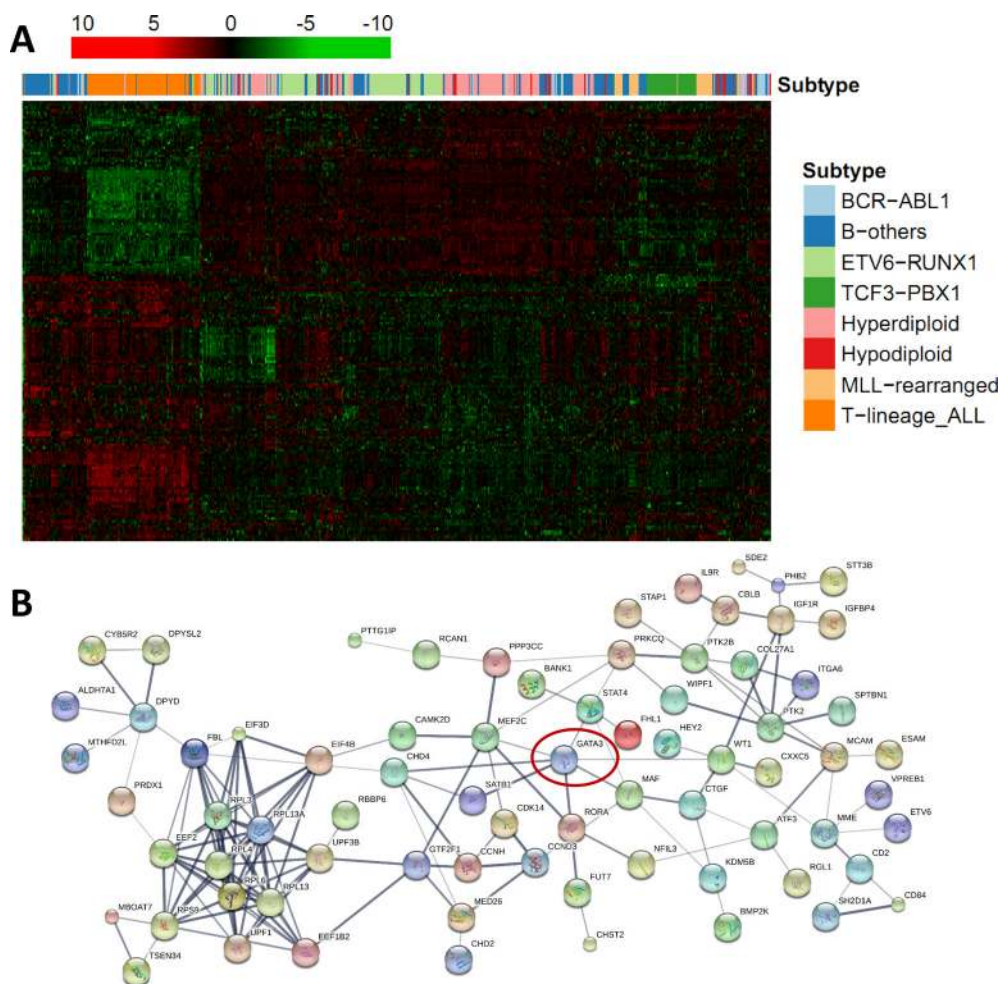 A
10 5 0 -5 -10
Subtype
Subtype
BCR-ABL1
B-others
ETV6-RUNX1
TCF3-PBX1
Hyperdiploid
Hypodiploid
MLL-rearranged
T-lineage_ALL
B
SDE2
IL9R
PHB2
STT3B
CBLB
STAP1
IGF1R
IGFBP4
CYB5R2
DPYSL2
PTTG1IP
RCAN1
PPP3CC
PRKCQ
PTK2B
COL27A1
ALDH7A1
BANK1
WIPF1
ITGA6
DPYD
STAT4
SPTBN1
EIF3D
PTK2
MTHFD2L
FBL
EIF4B
CAMK2D
MEF2C
FHL1
HEY2
GATA3
WT1
MCAM
ESAM
CHD4
CXXC5
PRDX1
SATB1
MAF
CTGF
VPREB1
RPL3
RBBP6
RPL13A
CDK14
RORA
ATF3
MME
ETV6
EEF2
RPL4
UPF3B
GTF2F1
CCNH
CCND3
NFIL3
CD2
RPL6
RPL13
KDM5B
RGL1
FUT7
MBOAT7
RPS9
MED26
SH2D1A
CD84
UPF1
EEF1B2
BMP2K
CHST2
TSEN34
CHD2